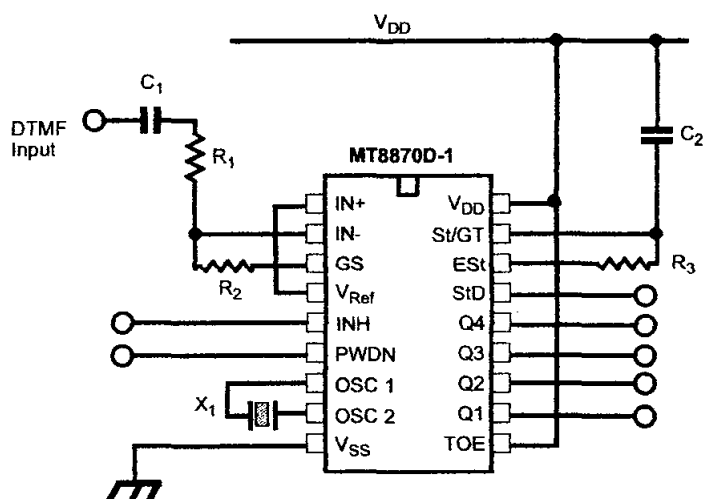 V_DD
C_1
DTMF
Input
R_1
C_2
MT8870D-1
IN+
V_DD
IN-
St/GT
GS
ESt
R_2
R_3
V_Ref
StD
INH
Q4
PWDN
Q3
OSC 1
Q2
X_1
OSC 2
Q1
V_SS
TOE